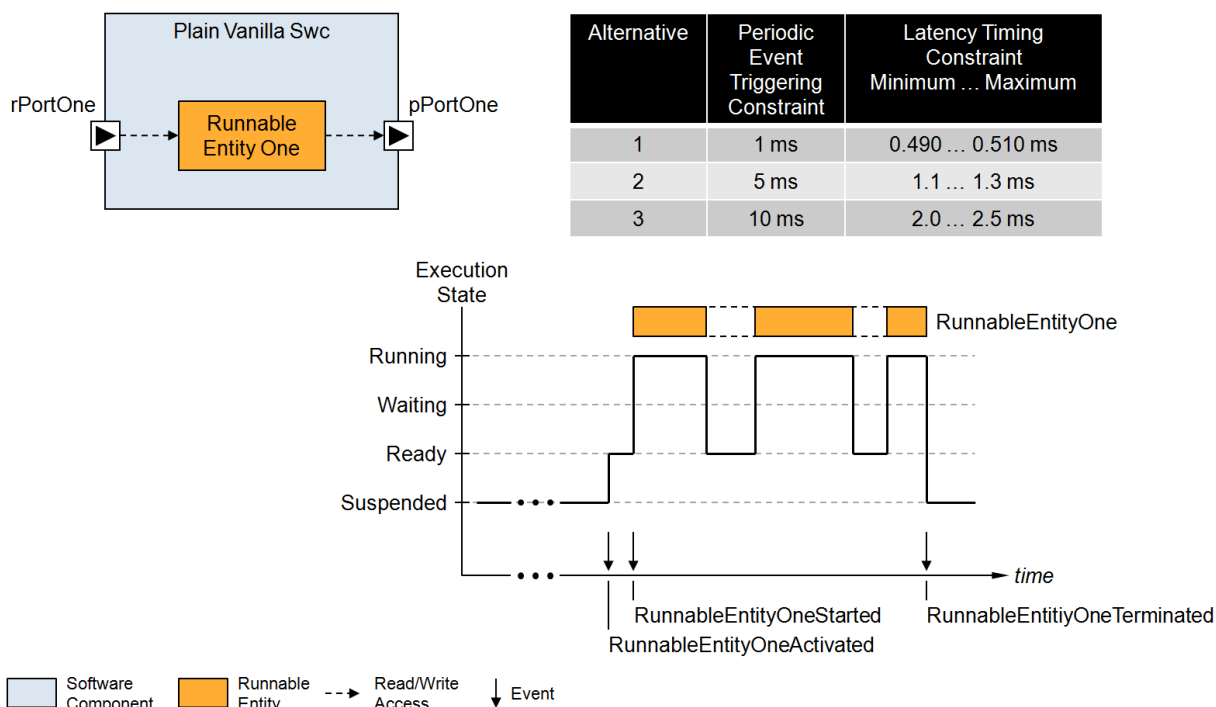 Plain Vanilla Swc
rPortOne
pPortOne
Runnable
Entity One
Alternative
Periodic
Event
Triggering
Constraint
Latency Timing
Constraint
Minimum … Maximum
1
1 ms
0.490 … 0.510 ms
2
5 ms
1.1 … 1.3 ms
3
10 ms
2.0 … 2.5 ms
Execution
State
RunnableEntityOne
Running
Waiting
Ready
Suspended
time
RunnableEntityOneStarted
RunnableEntitiyOneTerminated
RunnableEntityOneActivated
Software
Component
Runnable
Entity
Read/Write
Access
Event